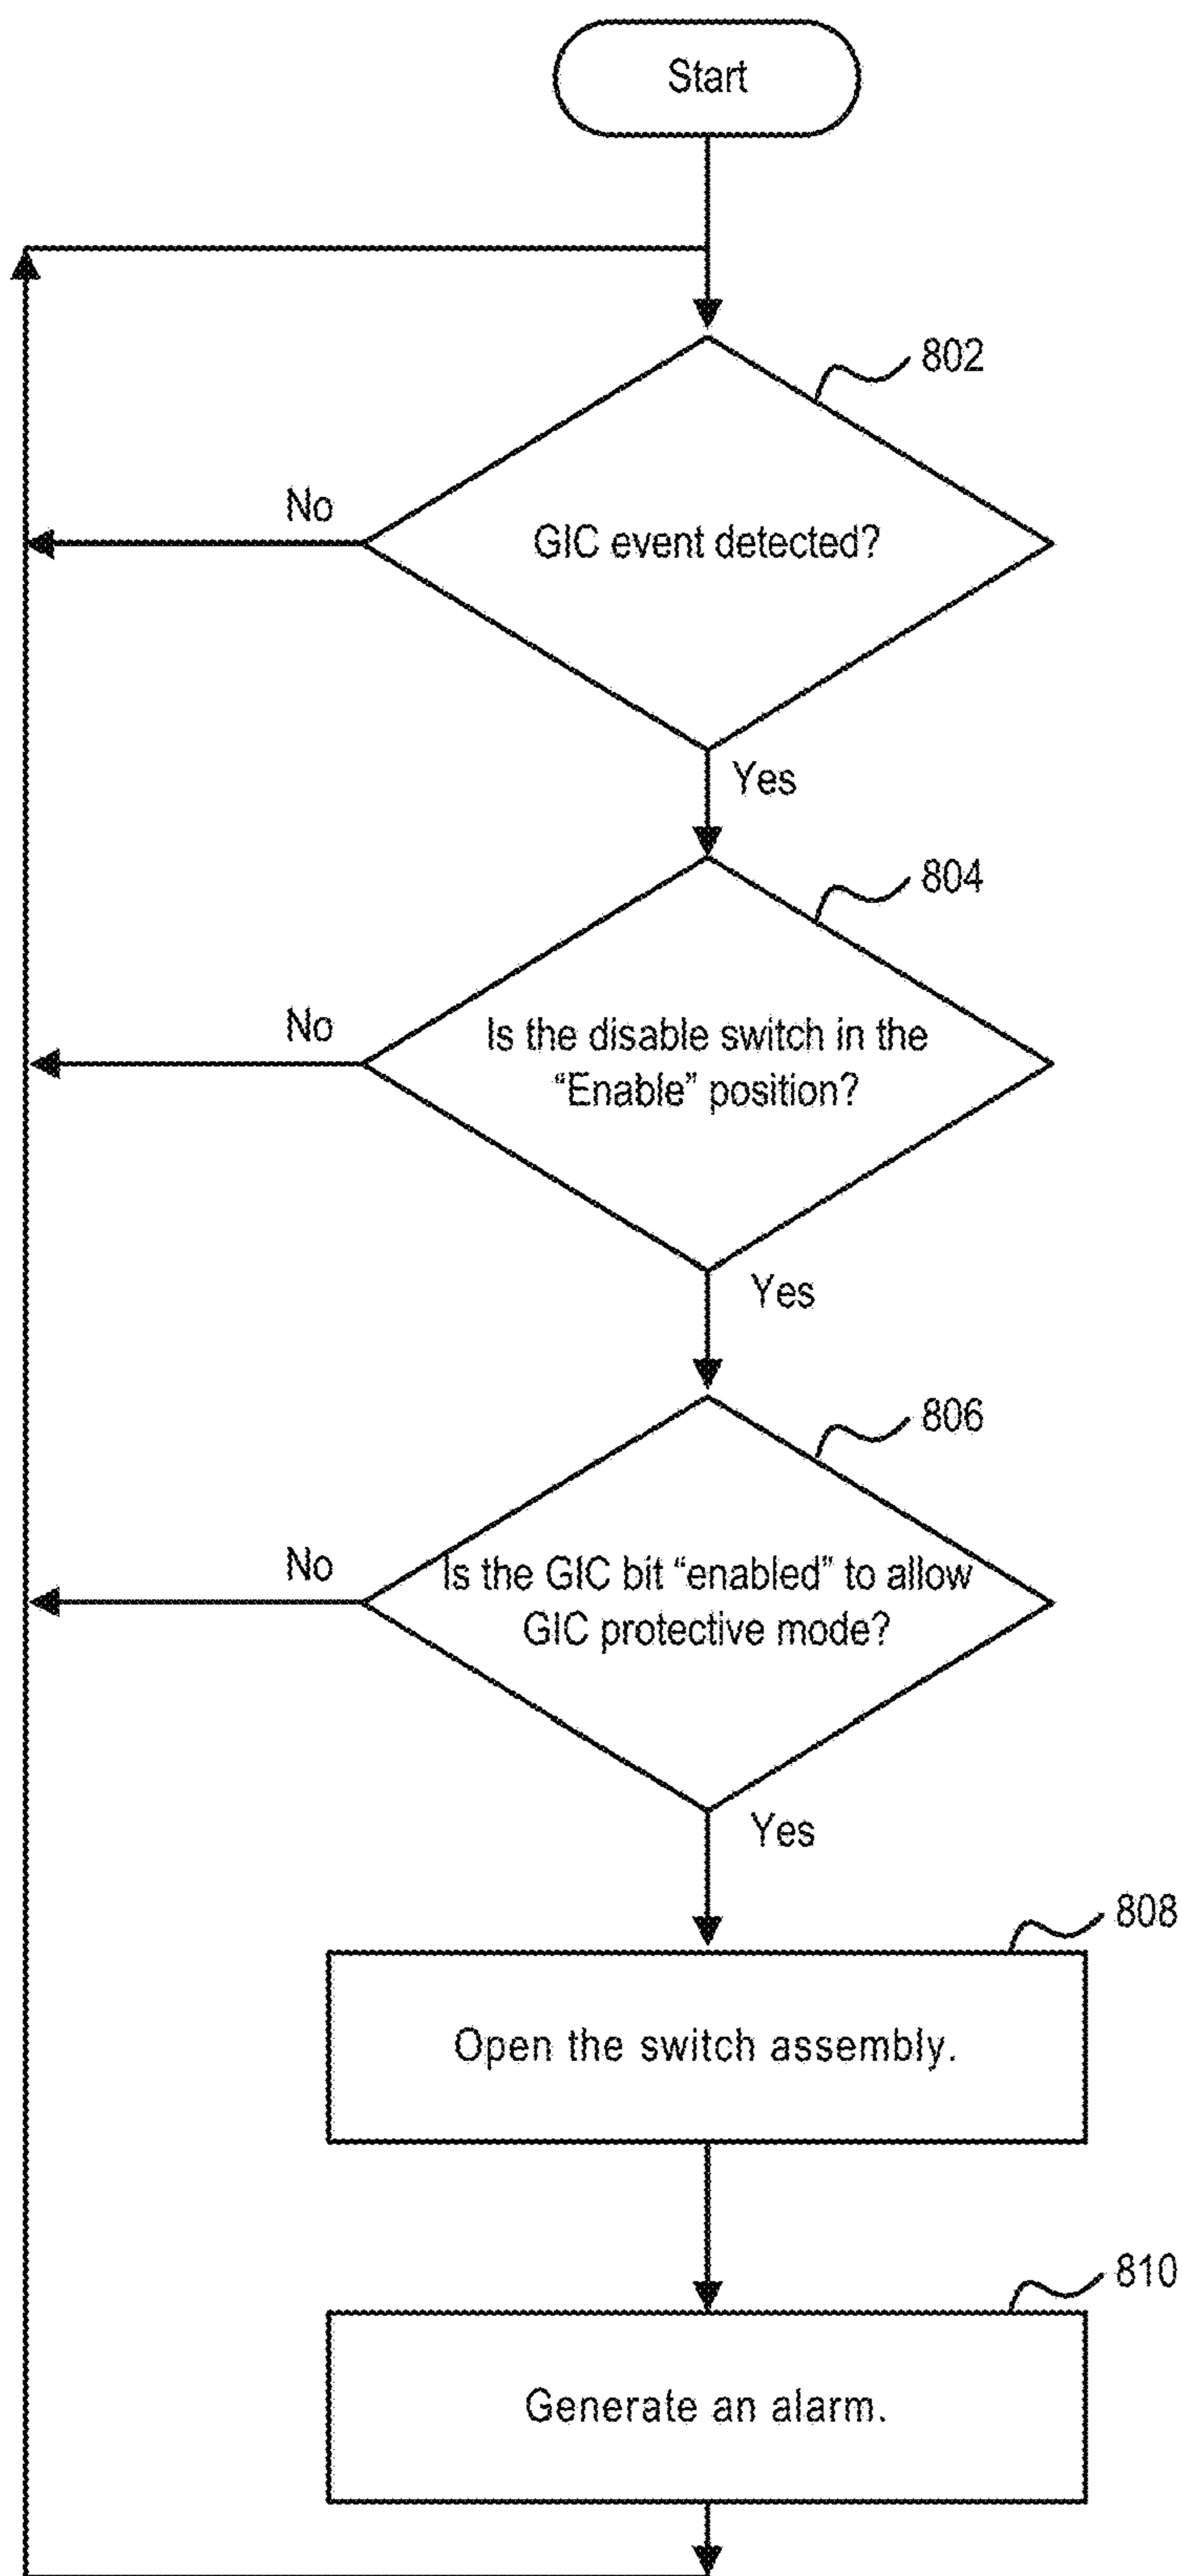 Start
802
GIC event detected?
No
Yes
804
Is the disable switch in the
“Enable” position?
No
Yes
806
Is the GIC bit “enabled” to allow
GIC protective mode?
No
Yes
808
Open the switch assembly.
810
Generate an alarm.